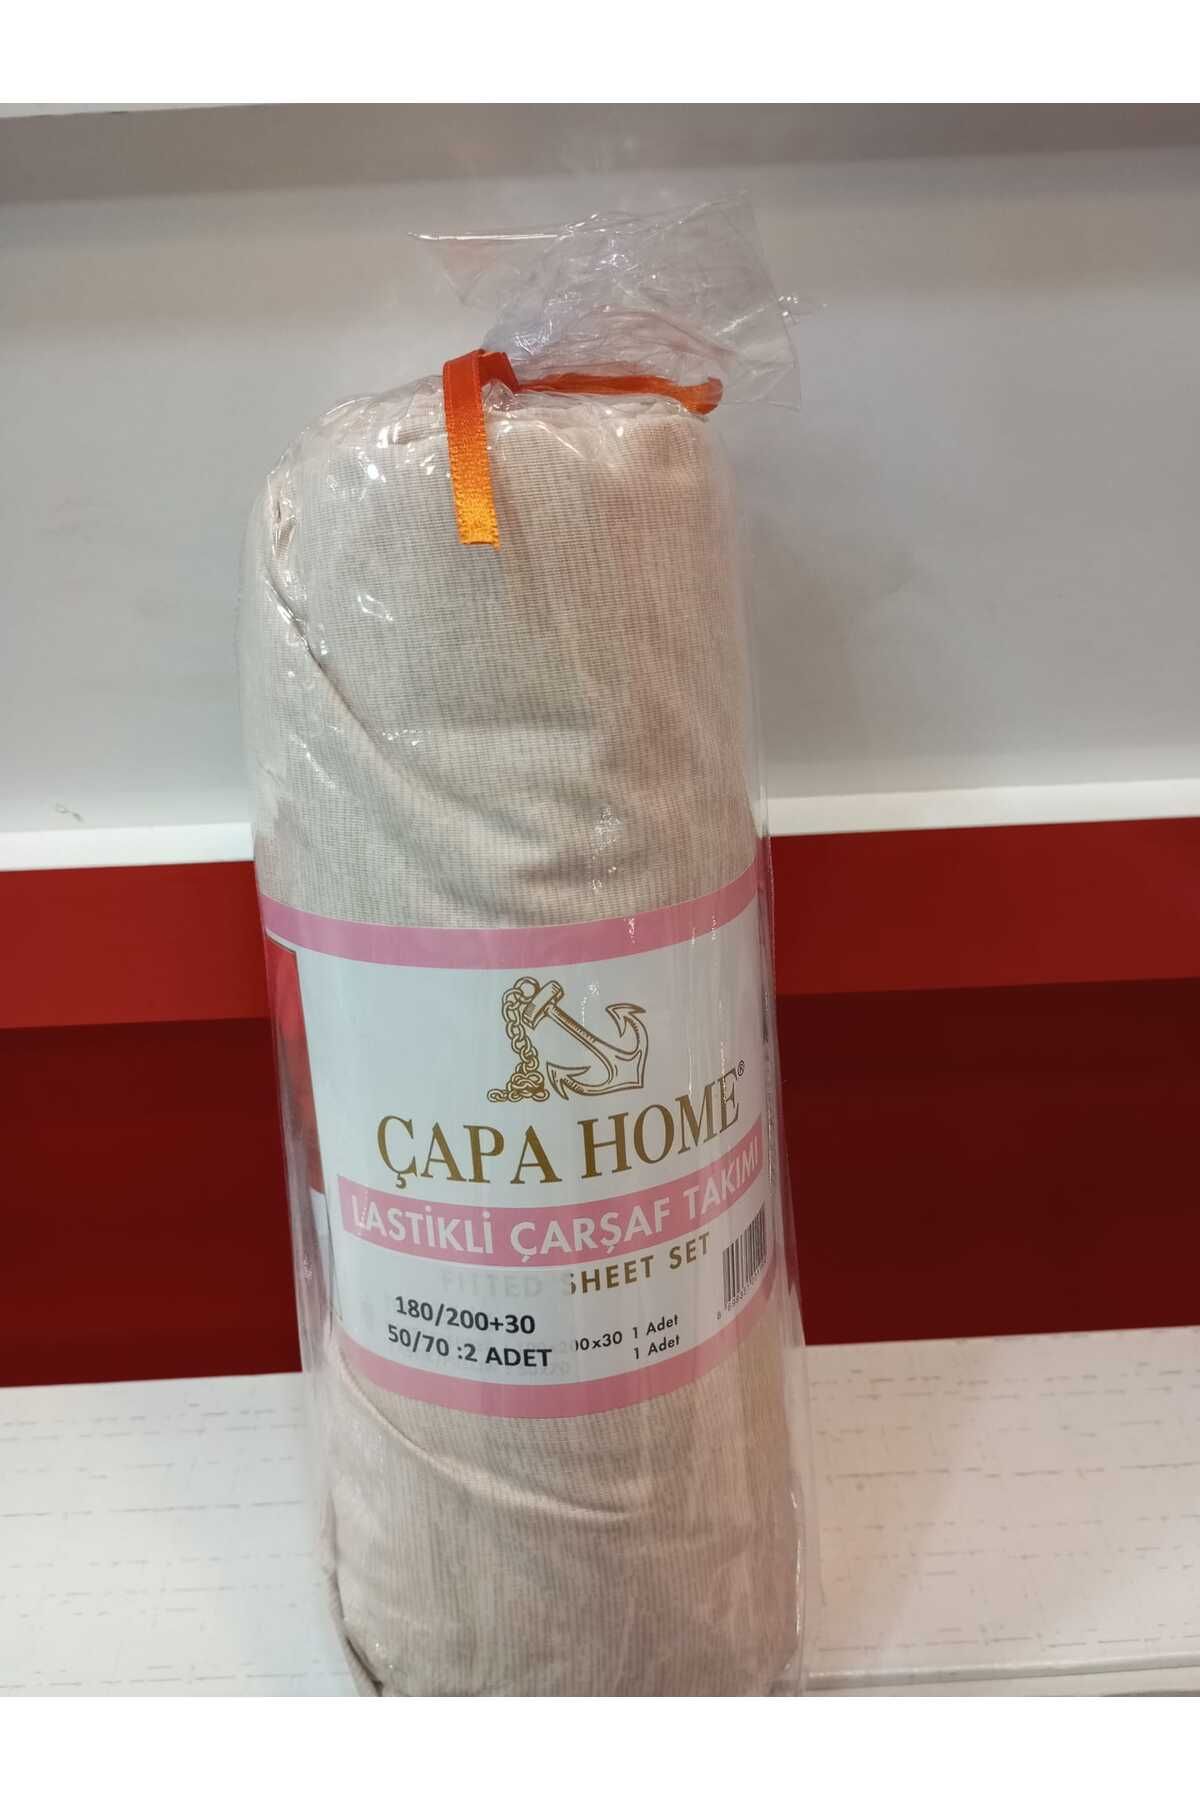 ÇAPA HOME®
LASTİKLİ ÇARŞAF TAKIMI
FITTED SHEET SET
180/200+30
50/70 :2 ADET
00x30 1 Adet
1 Adet